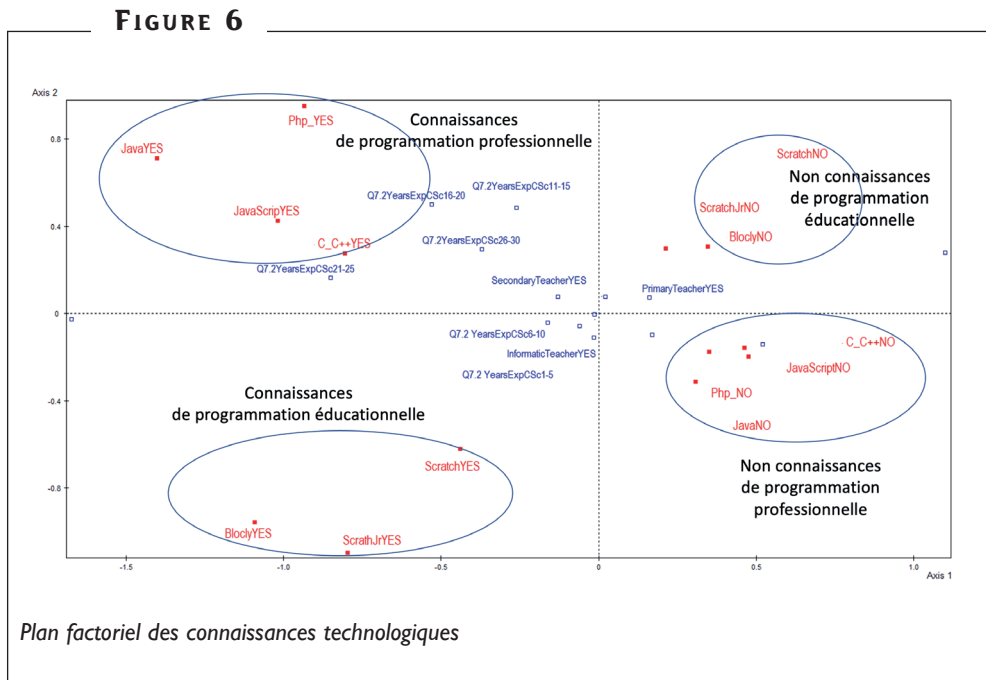 FIGURE 6
Axis 2
0.8
0.4
0
-0.4
-0.8
-1.5
-1.0
-0.5
0
0.5
1.0
Axis 1
Php_YES
JavaYES
JavaScripYES
C_C++YES
Connaissances
de programmation professionnelle
Q7.2YearsExpCSc16-20
Q7.2YearsExpCSc11-15
Q7.2YearsExpCSc26-30
Q7.2YearsExpCSc21-25
ScratchNO
ScratchJrNO
BloclyNO
Non connaissances
de programmation
éducationnelle
SecondaryTeacherYES
PrimaryTeacherYES
Q7.2 YearsExpCSc6-10
InformaticTeacherYES
Q7.2 YearsExpCSc1-5
C_C++NO
JavaScriptNO
Php_NO
JavaNO
Connaissances
de programmation éducationnelle
ScratchYES
BloclyYES
ScrathJrYES
Non connaissances
de programmation
professionnelle
Plan factoriel des connaissances technologiques